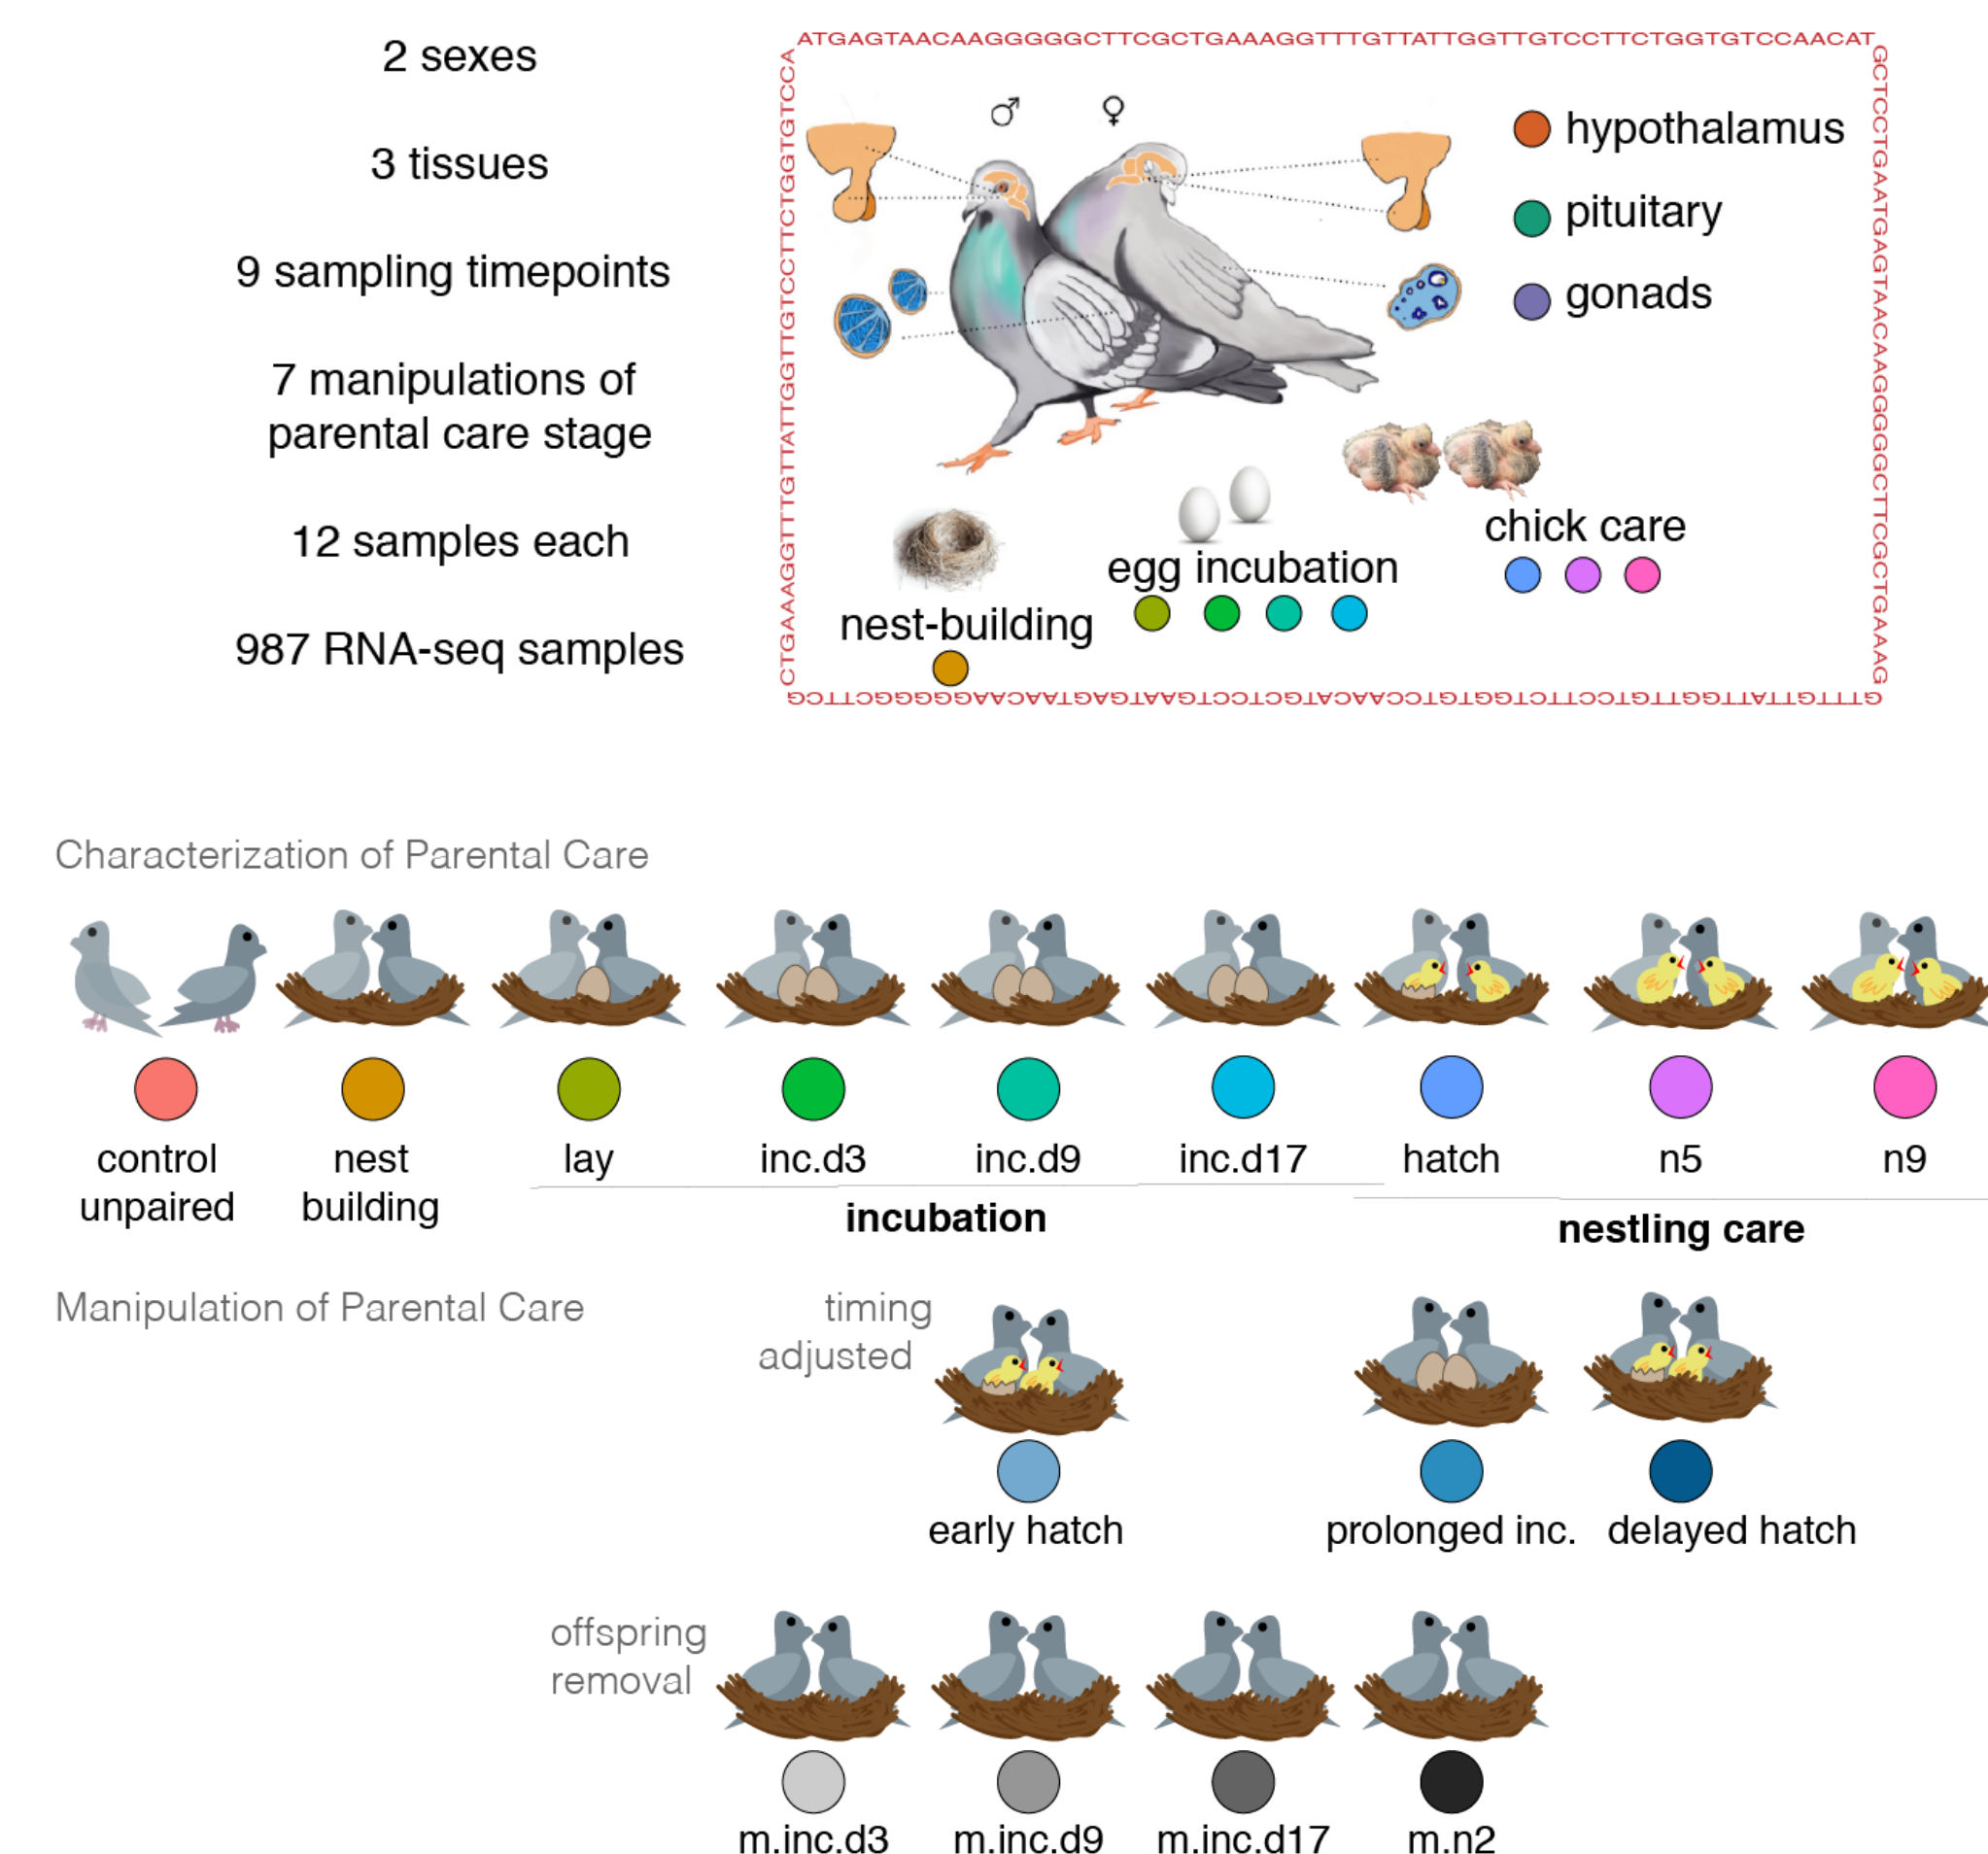 2 sexes
3 tissues
9 sampling timepoints
7 manipulations of
parental care stage
12 samples each
987 RNA-seq samples
ATGAGTAACAAGGGGGCTTCGCTGAAAGGTTTGTTATTGGTTGTCCTTCTGGTGTCCAACAT
GCTCCTGAATGAGTAACAAGGGGGCTTCGCTGAAAG
GTTTGTTATTGGTTGTCCTTCTGGTGTCCAACATGCTCCTGAATGAGTAACAAGGGGGCTTCG
CTGAAAGGTTTGTTATTGGTTGTCCTTCTGGTGTCCA
♂ ♀
hypothalamus
pituitary
gonads
chick care
egg incubation
nest-building
Characterization of Parental Care
control
unpaired
nest
building
lay
inc.d3
inc.d9
inc.d17
hatch
n5
n9
incubation
nestling care
Manipulation of Parental Care
timing
adjusted
early hatch
prolonged inc.
delayed hatch
offspring
removal
m.inc.d3
m.inc.d9
m.inc.d17
m.n2